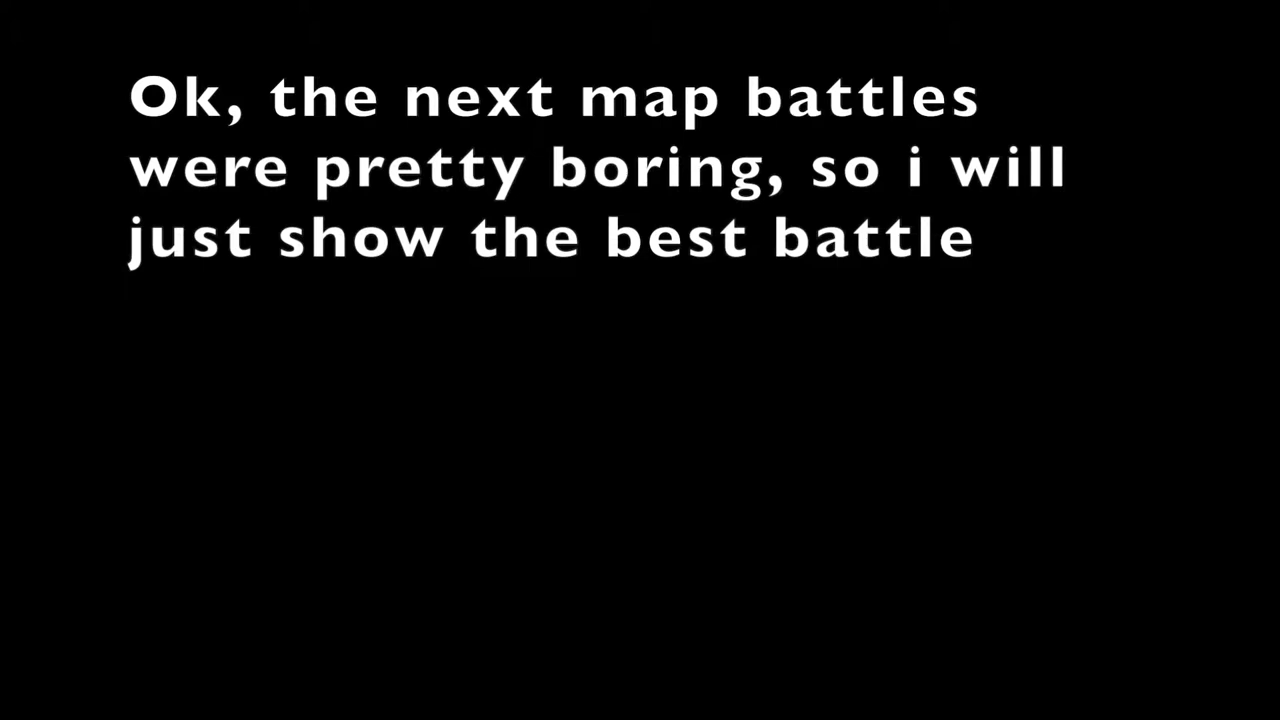 Ok, the next map battles
were pretty boring, so i will
just show the best battle